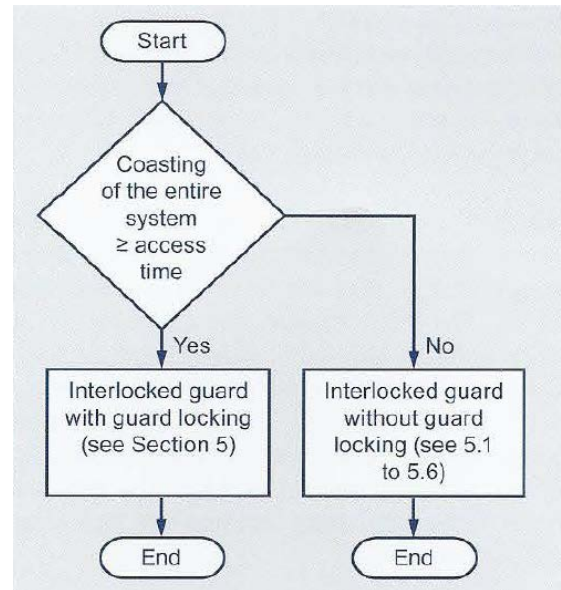 Start
Coasting
of the entire
system
≥ access
time
Yes
No
Interlocked guard
with guard locking
(see Section 5)
Interlocked guard
without guard
locking (see 5.1
to 5.6)
End
End